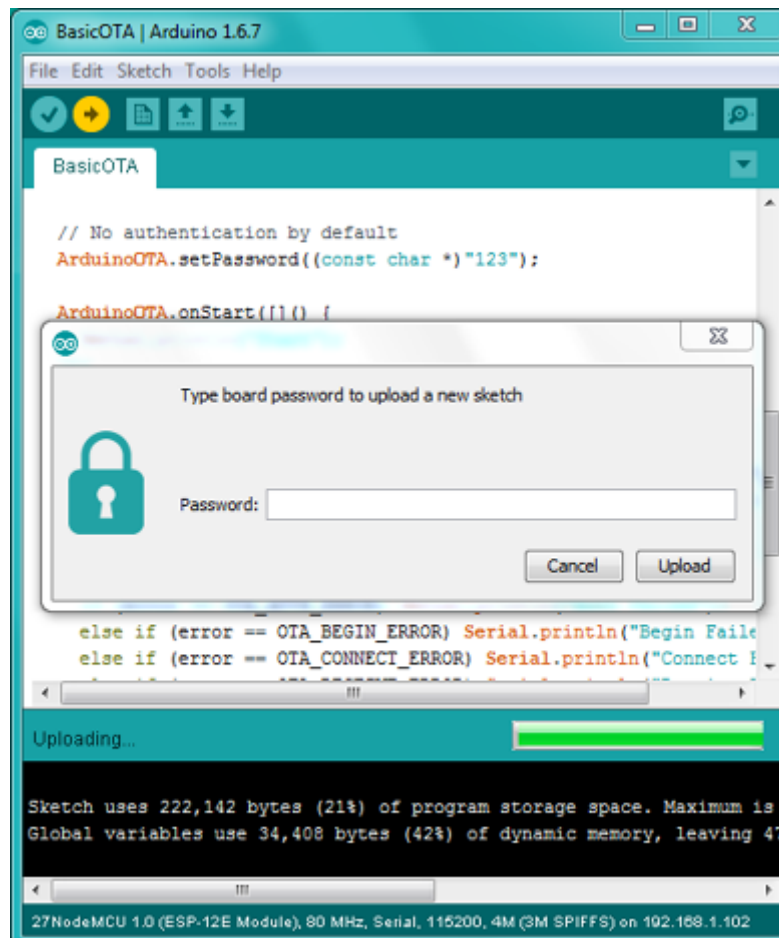 BasicOTA | Arduino 1.6.7
File Edit Sketch Tools Help
BasicOTA
// No authentication by default
ArduinoOTA.setPassword((const char *)"123");
ArduinoOTA.onStart([]() {
Type board password to upload a new sketch
Password:
Cancel Upload
else if (error == OTA_BEGIN_ERROR) Serial.println("Begin Faile
else if (error == OTA_CONNECT_ERROR) Serial.println("Connect
Uploading...
Sketch uses 222,142 bytes (21%) of program storage space. Maximum is
Global variables use 34,408 bytes (42%) of dynamic memory, leaving 47
27NodeMCU 1.0 (ESP-12E Module), 80 MHz, Serial, 115200, 4M (3M SPIFFS) on 192.168.1.102